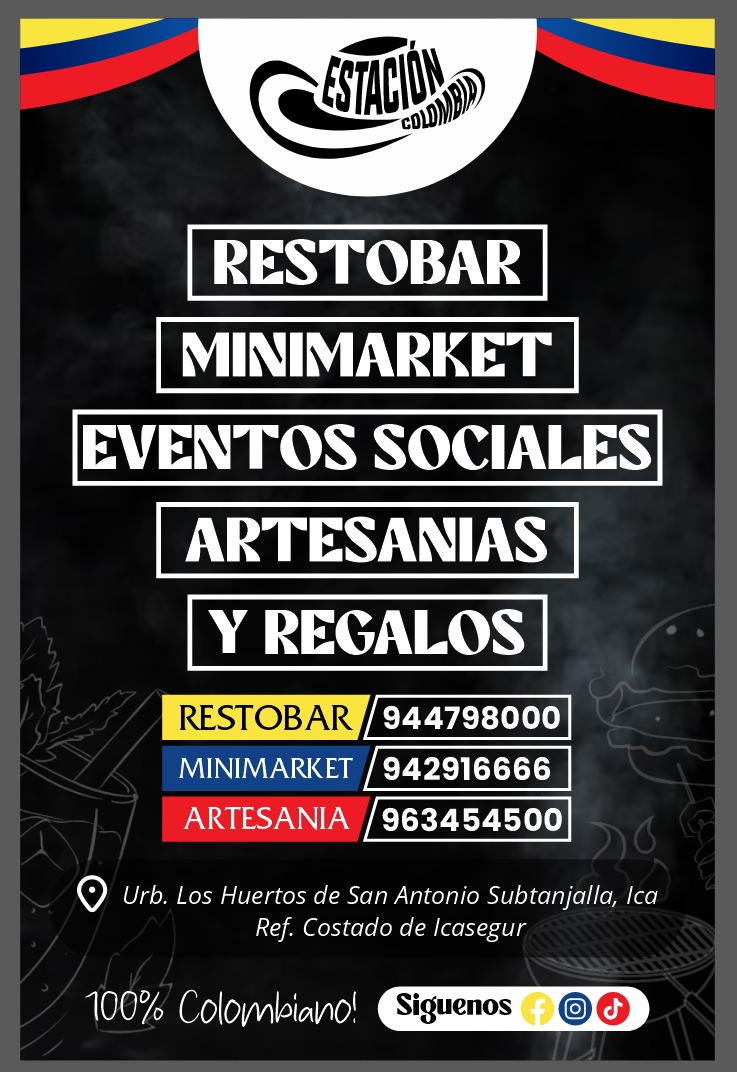 ESTACIÓN
COLOMBIA
RESTOBAR
MINIMARKET
EVENTOS SOCIALES
ARTESANIAS
Y REGALOS
RESTOBAR 944798000
MINIMARKET 942916666
ARTESANIA 963454500
Urb. Los Huertos de San Antonio Subtanjalla, Ica
Ref. Costado de Icasegur
100% Colombiano! Siguenos